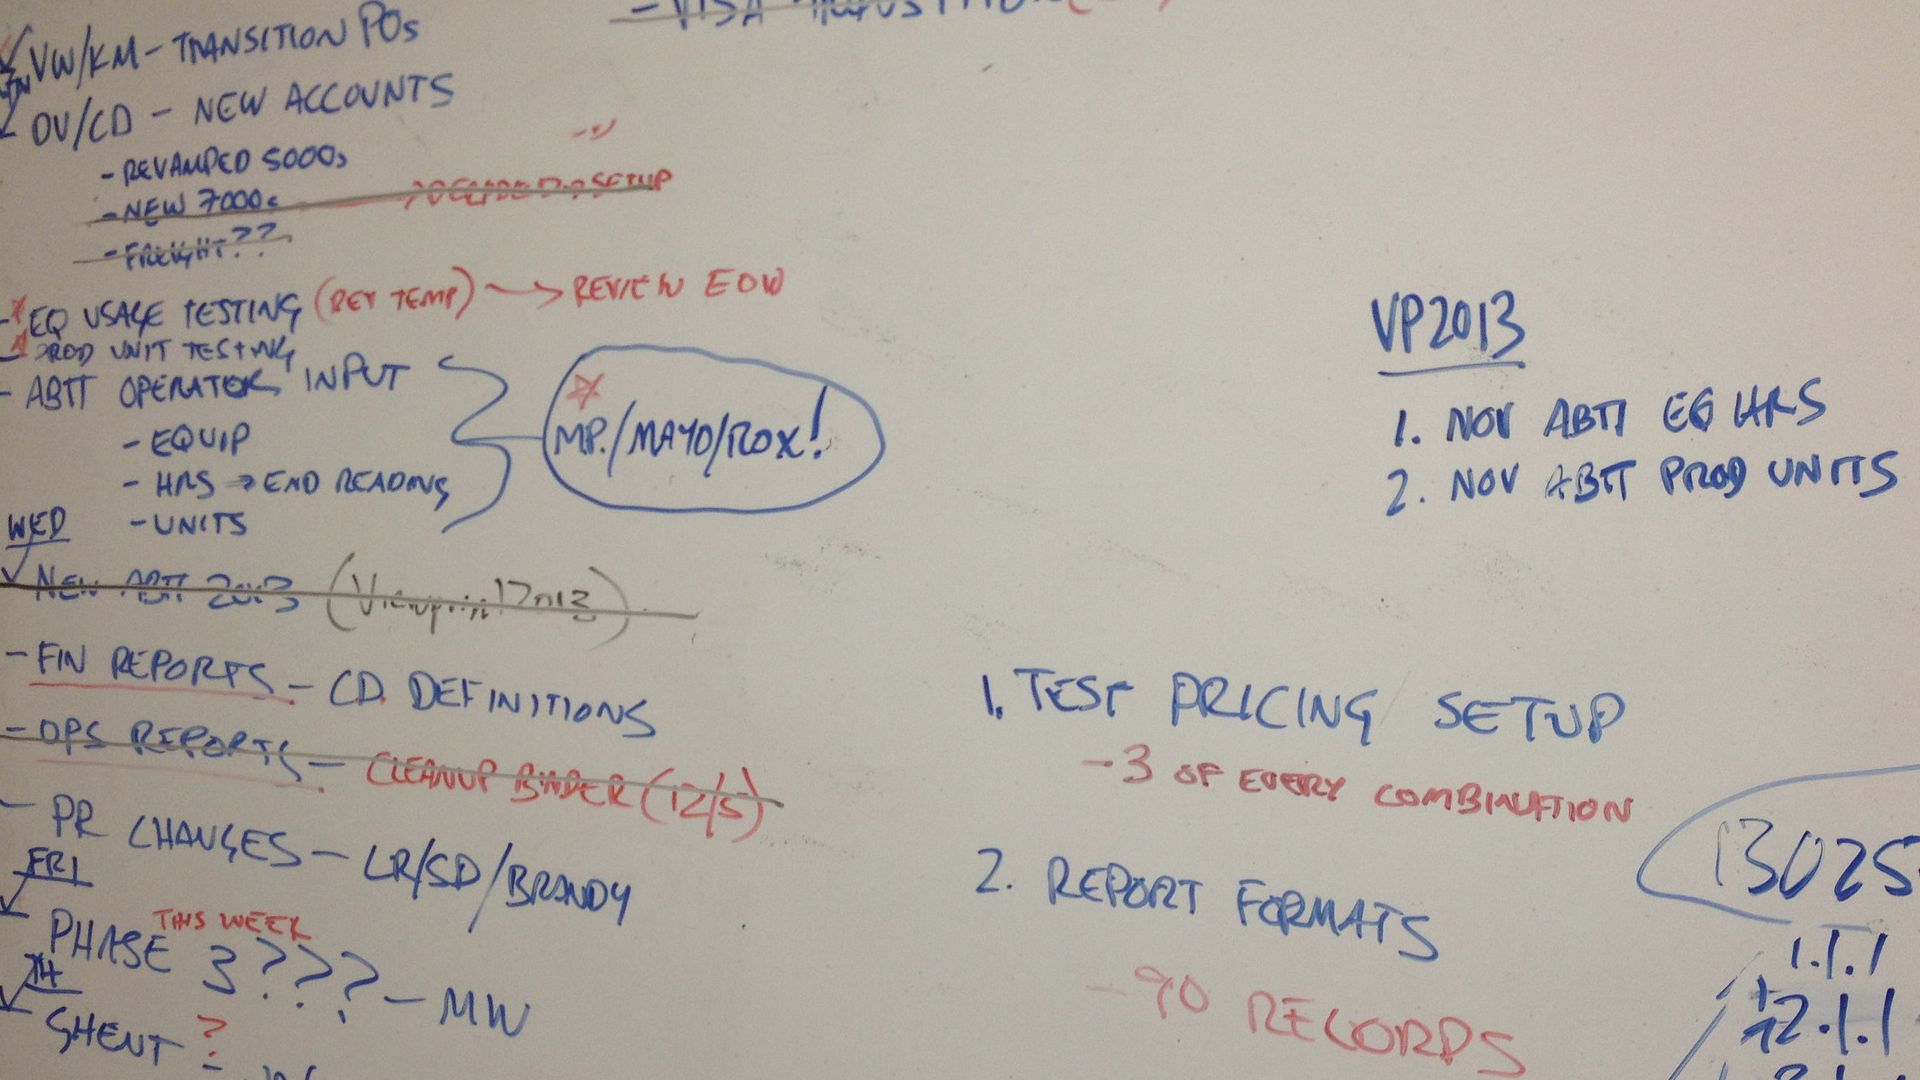 - VISA
VW/KM - TRANSITION POs
OV/CD - NEW ACCOUNTS
- REVAMPED 5000s
- NEW 7000s SETUP
- FREIGHT??
- EQ USAGE TESTING (REV TEMP) → REVIEW EOW
- PROD UNIT TESTING
- ABTT OPERATOR INPUT
- EQUIP
- HRS → END READING
- UNITS
MP./MAYO/ROX!
WED
NEW ABTT 2013 (Viewpoint 2013)
- FIN REPORTS - CD. DEFINITIONS
- OPS REPORTS - CLEANUP BINDER (12/5)
- PR CHANGES - LR/SD/BRANDY
FRI
THIS WEEK
PHASE 3??? - MW
TH
SHENT ?
VP2013
1. NOV ABTT EQ HRS
2. NOV ABTT PROD UNITS
1. TEST PRICING SETUP
- 3 OF EVERY COMBINATION
2. REPORT FORMATS
- 90 RECORDS
13025
1.1.1
2.1.1